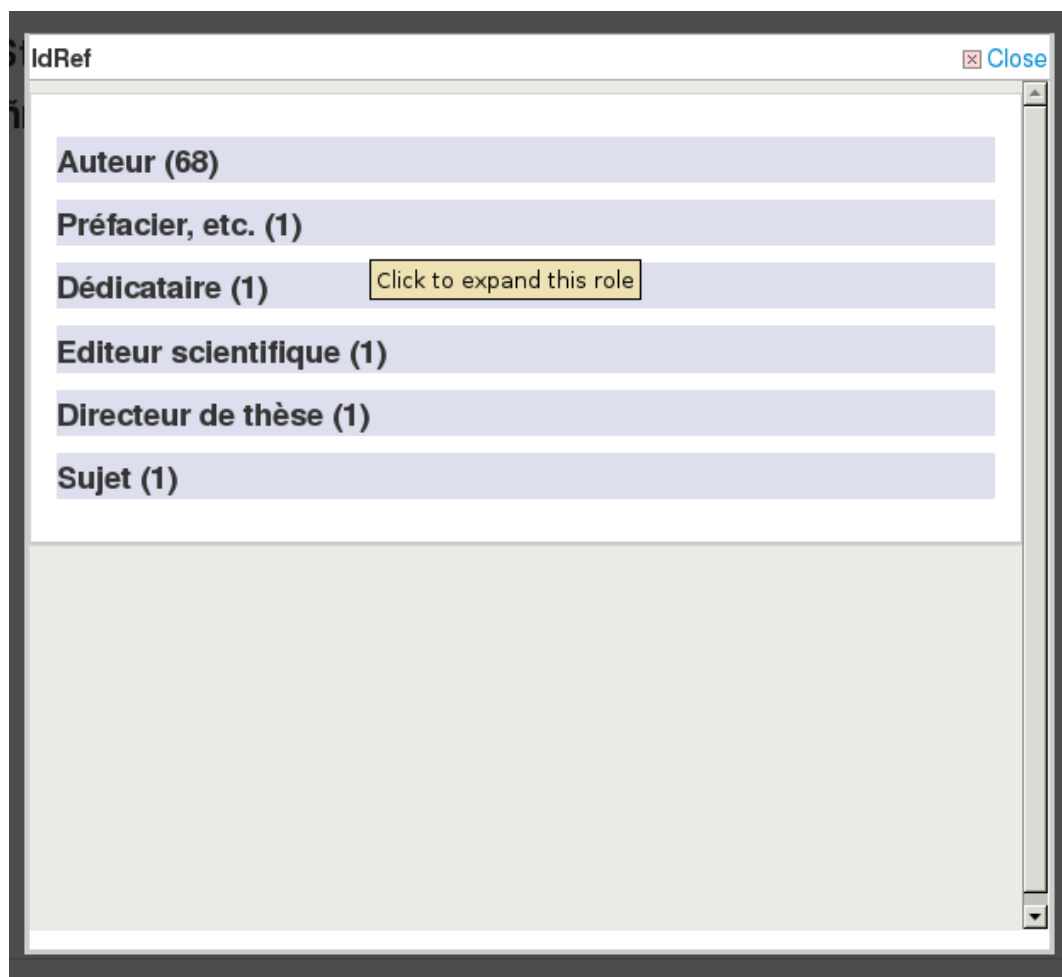 IdRef
Close
Auteur (68)
Préfacier, etc. (1)
Click to expand this role
Dédicataire (1)
Editeur scientifique (1)
Directeur de thèse (1)
Sujet (1)